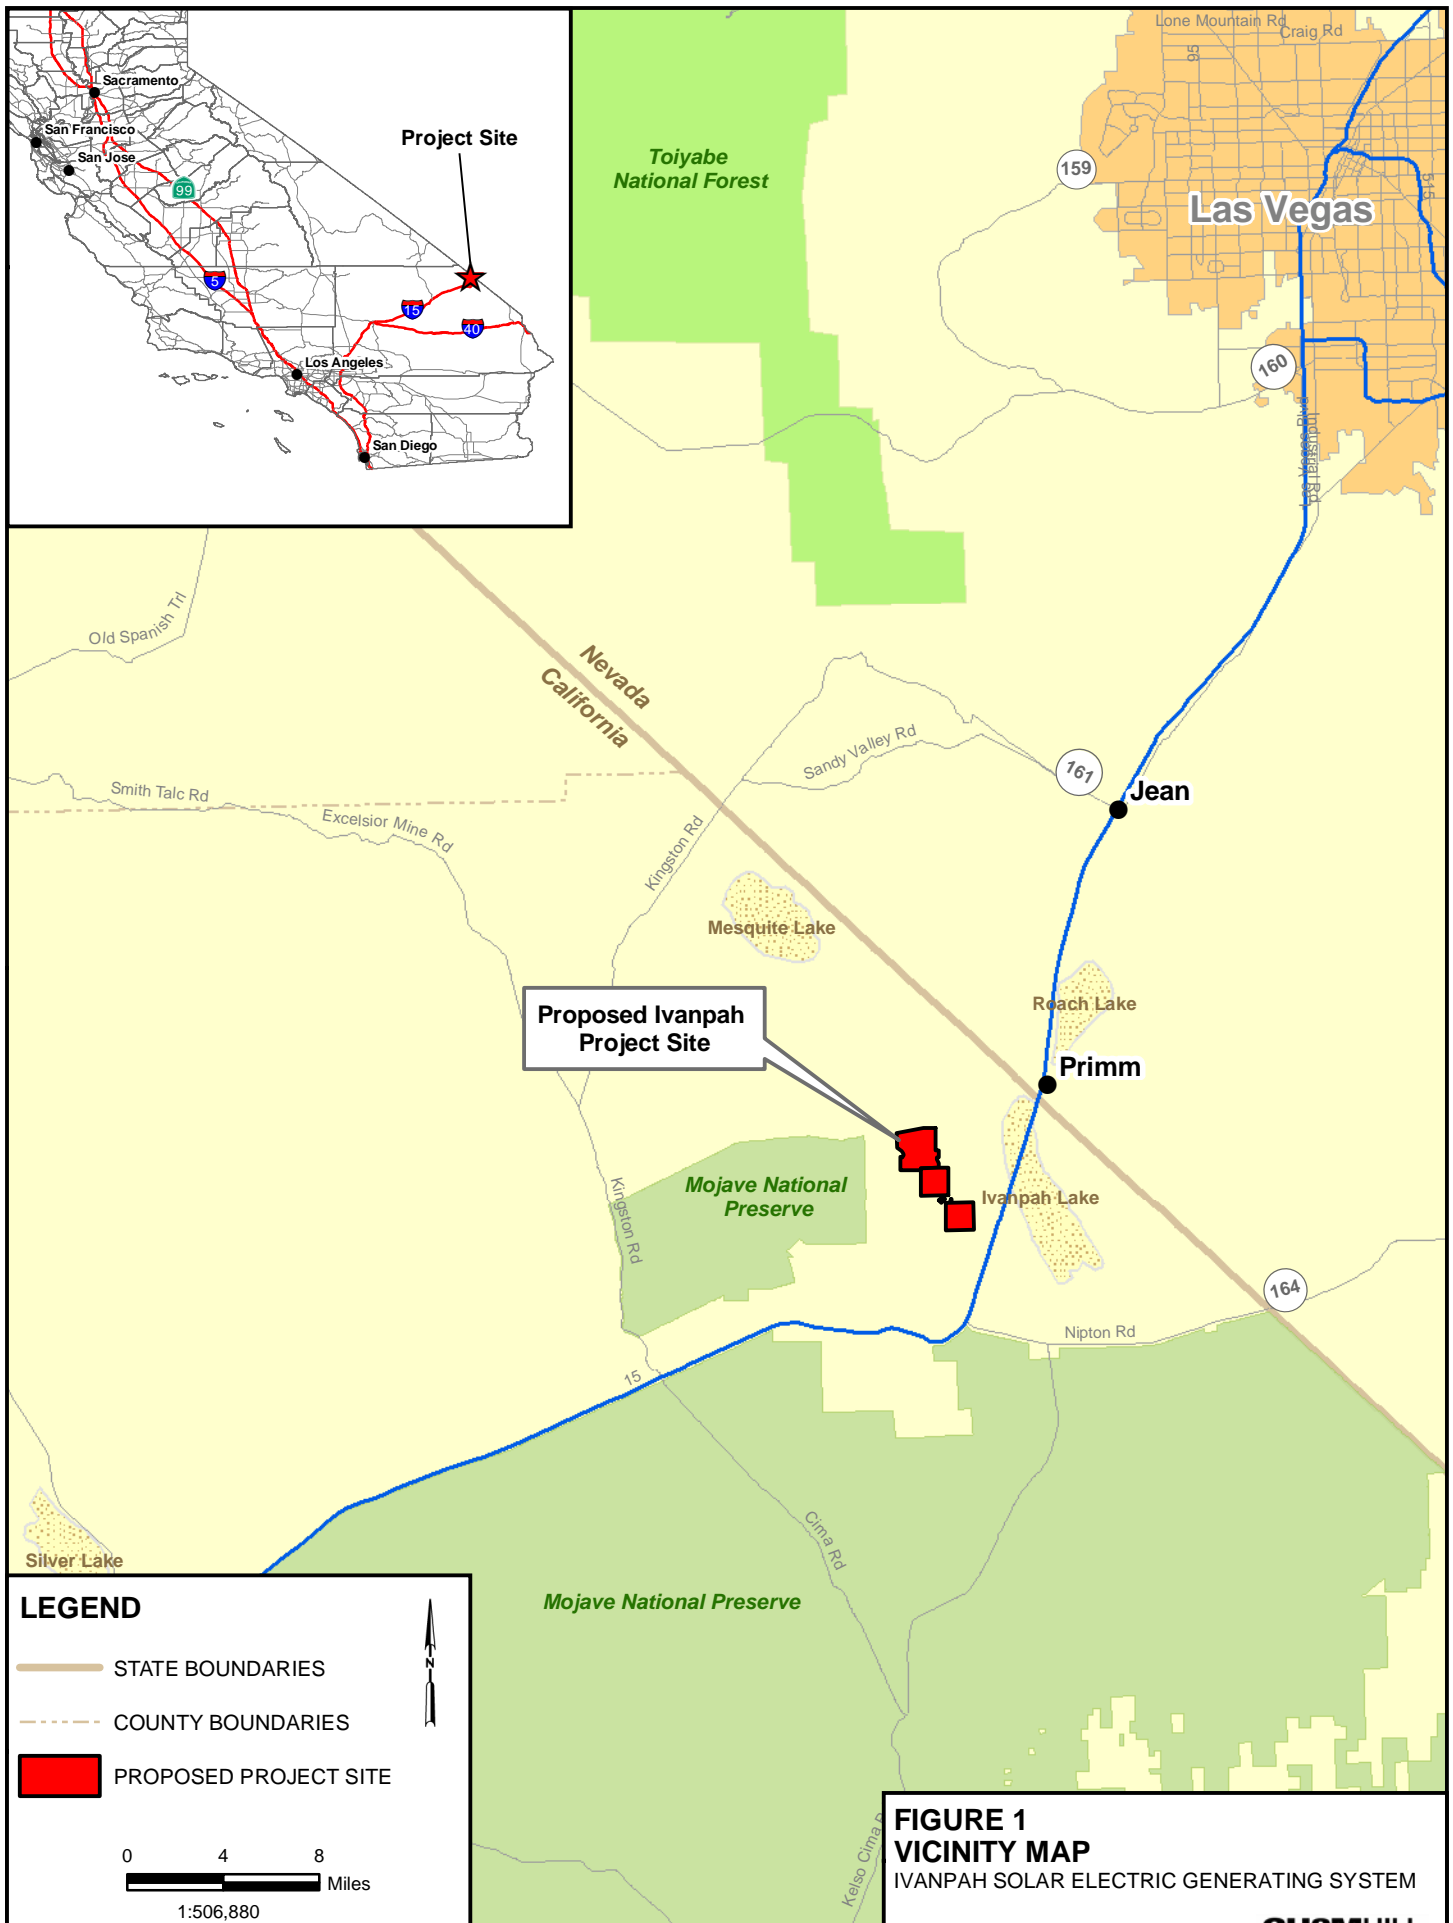 Sacramento
San Francisco
San Jose
99
Project Site
5
15
40
Los Angeles
San Diego
Lone Mountain Rd
Craig Rd
95
Toiyabe
National Forest
159
515
Las Vegas
160
Industrial Rd
Old Spanish Trl
Nevada
California
Sandy Valley Rd
161
Jean
Smith Talc Rd
Excelsior Mine Rd
Kingston Rd
Mesquite Lake
Roach Lake
Proposed Ivanpah
Project Site
Primm
Mojave National
Preserve
Ivanpah Lake
Kingston Rd
164
Nipton Rd
15
Cima Rd
Silver Lake
Mojave National Preserve
LEGEND
N
STATE BOUNDARIES
COUNTY BOUNDARIES
PROPOSED PROJECT SITE
0 4 8
Miles
1:506,880
Kelso Cima
FIGURE 1
VICINITY MAP
IVANPAH SOLAR ELECTRIC GENERATING SYSTEM